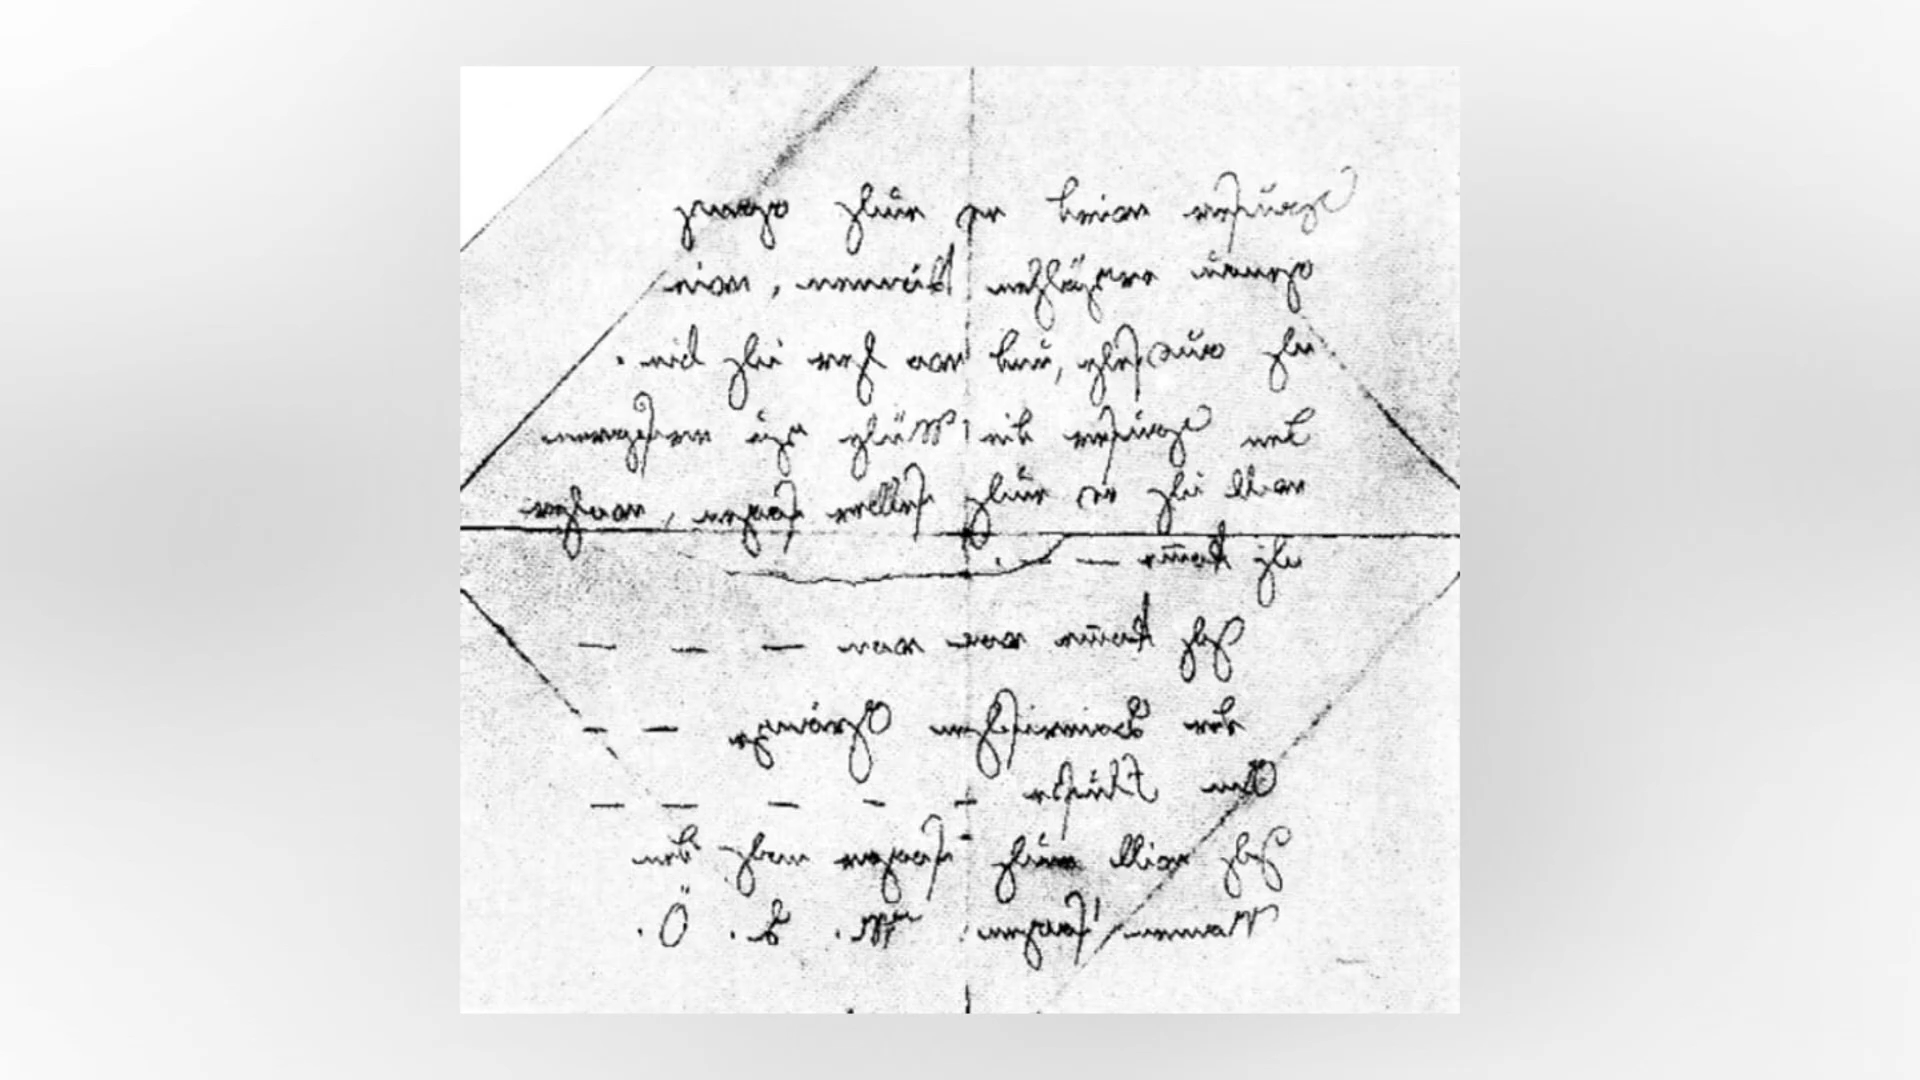 Hauser wird es euch ganz
genau erzählen können, wie
ich aussehe, und wo her ich bin.
Den Hauser die Mühe zu ersparen
will ich es euch selber sagen, woher
ich kom̄e — — .
Ich kom̄e von von — — —
der Baierischen Gränze — —
Am Fluße — — — — —
Ich will euch sogar noch den
Namen sagen: M. L. Ö.